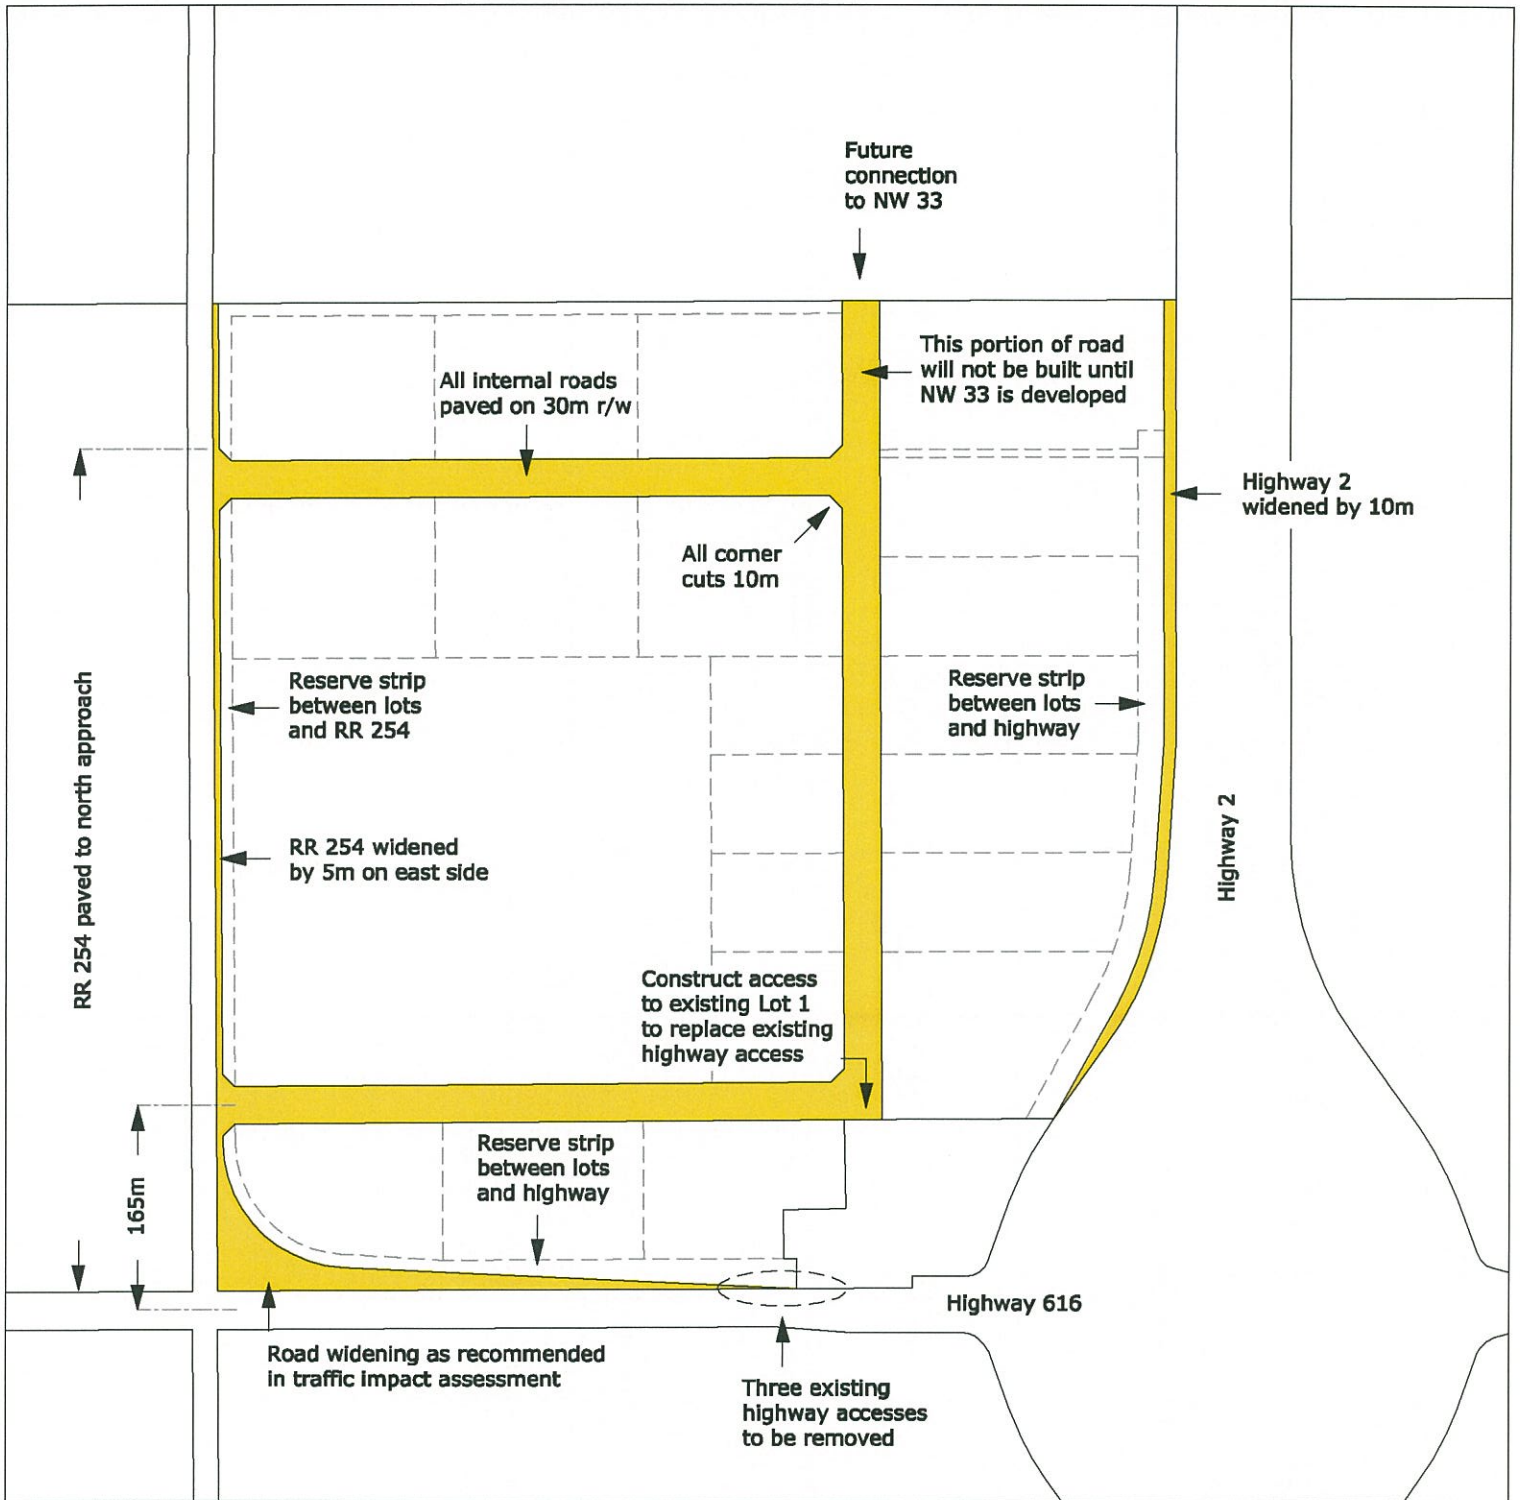 Future
connection
to NW 33
This portion of road
will not be built until
NW 33 is developed
All internal roads
paved on 30m r/w
Highway 2
widened by 10m
All corner
cuts 10m
Reserve strip
between lots
and RR 254
Reserve strip
between lots
and highway
RR 254 paved to north approach
RR 254 widened
by 5m on east side
Highway 2
Construct access
to existing Lot 1
to replace existing
highway access
Reserve strip
between lots
and highway
165m
Highway 616
Road widening as recommended
in traffic impact assessment
Three existing
highway accesses
to be removed